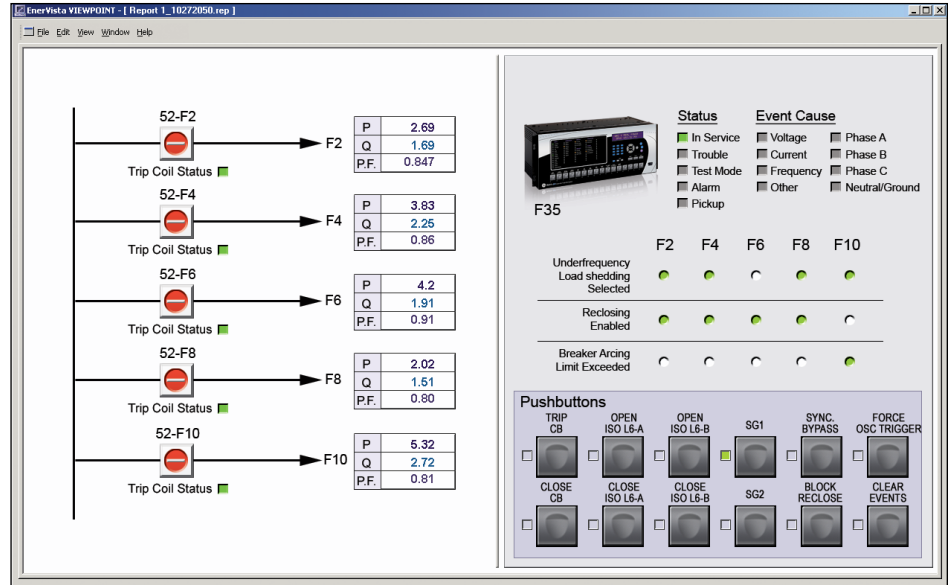 EnerVista VIEWPOINT - [ Report 1_10272050.rep ]
File Edit View Window Help
52-F2
F2
P 2.69
Q 1.69
P.F. 0.847
Trip Coil Status
52-F4
F4
P 3.83
Q 2.25
P.F. 0.86
Trip Coil Status
52-F6
F6
P 4.2
Q 1.91
P.F. 0.91
Trip Coil Status
52-F8
F8
P 2.02
Q 1.51
P.F. 0.80
Trip Coil Status
52-F10
F10
P 5.32
Q 2.72
P.F. 0.81
Trip Coil Status
F35
Status
In Service
Trouble
Test Mode
Alarm
Pickup
Event Cause
Voltage Phase A
Current Phase B
Frequency Phase C
Other Neutral/Ground
F2 F4 F6 F8 F10
Underfrequency
Load shedding
Selected
Reclosing
Enabled
Breaker Arcing
Limit Exceeded
Pushbuttons
TRIP CB
OPEN ISO L6-A
OPEN ISO L6-B
SG1
SYNC. BYPASS
FORCE OSC TRIGGER
CLOSE CB
CLOSE ISO L6-A
CLOSE ISO L6-B
SG2
BLOCK RECLOSE
CLEAR EVENTS